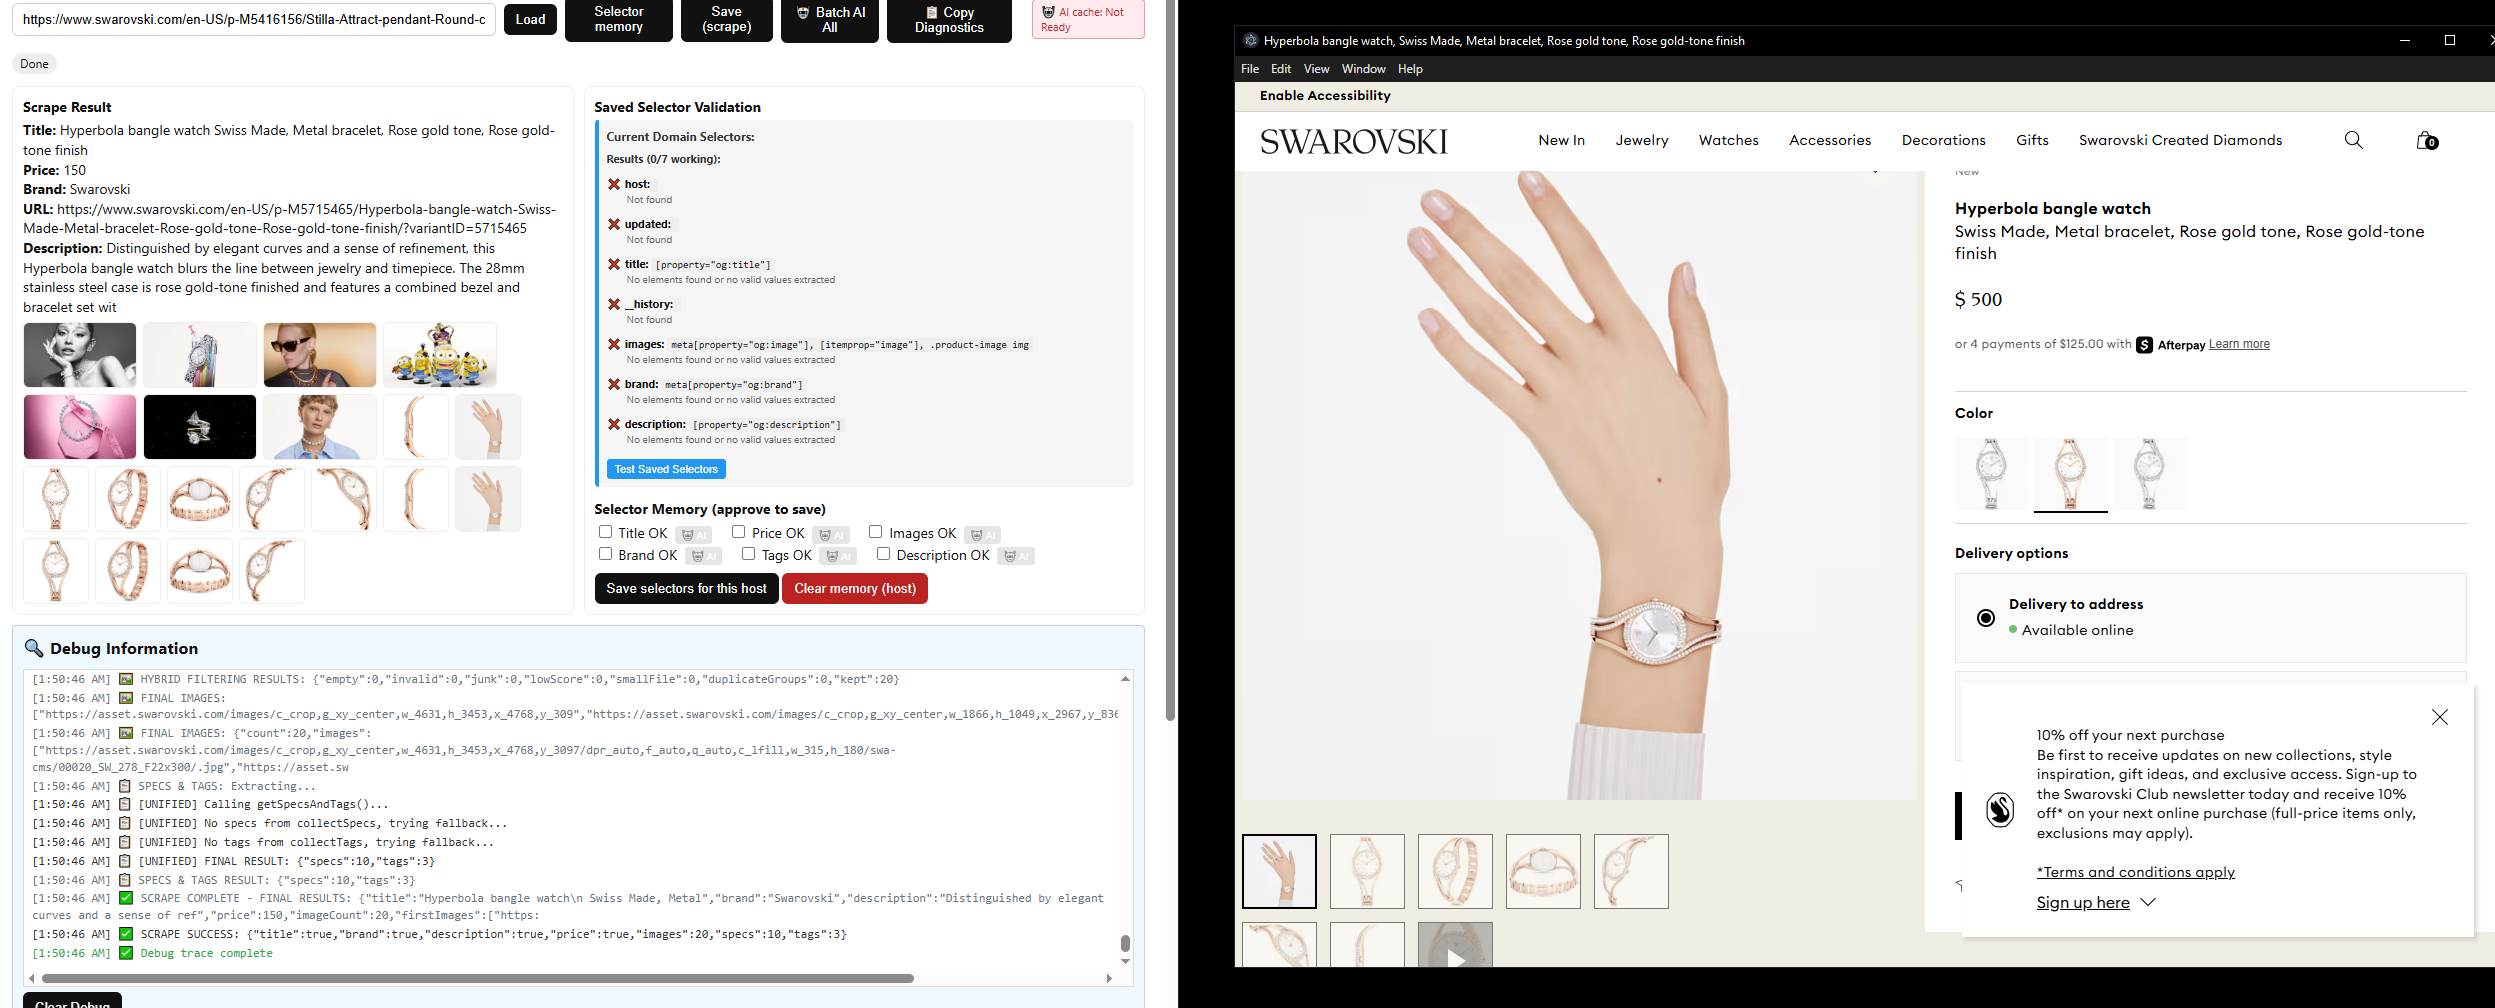 https://www.swarovski.com/en-US/p-M5416156/Stilla-Attract-pendant-Round-c
Load
Selector memory
Save (scrape)
Batch AI All
Copy Diagnostics
AI cache: Not Ready
Done
Scrape Result
Title: Hyperbola bangle watch Swiss Made, Metal bracelet, Rose gold tone, Rose gold-
tone finish
Price: 150
Brand: Swarovski
URL: https://www.swarovski.com/en-US/p-M5715465/Hyperbola-bangle-watch-Swiss-
Made-Metal-bracelet-Rose-gold-tone-Rose-gold-tone-finish/?variantID=5715465
Description: Distinguished by elegant curves and a sense of refinement, this
Hyperbola bangle watch blurs the line between jewelry and timepiece. The 28mm
stainless steel case is rose gold-tone finished and features a combined bezel and
bracelet set wit
Saved Selector Validation
Current Domain Selectors:
Results (0/7 working):
host:
Not found
updated:
Not found
title: [property="og:title"]
No elements found or no valid values extracted
__history:
Not found
images: meta[property="og:image"], [itemprop="image"], .product-image img
No elements found or no valid values extracted
brand: meta[property="og:brand"]
No elements found or no valid values extracted
description: [property="og:description"]
No elements found or no valid values extracted
Test Saved Selectors
Selector Memory (approve to save)
Title OK AI Price OK AI Images OK AI
Brand OK AI Tags OK AI Description OK AI
Save selectors for this host Clear memory (host)
Debug Information
[1:50:46 AM] HYBRID FILTERING RESULTS: {"empty":0,"invalid":0,"junk":0,"lowScore":0,"smallFile":0,"duplicateGroups":0,"kept":20}
[1:50:46 AM] FINAL IMAGES:
["https://asset.swarovski.com/images/c_crop,g_xy_center,w_4631,h_3453,x_4768,y_309","https://asset.swarovski.com/images/c_crop,g_xy_center,w_1866,h_1049,x_2967,y_836
[1:50:46 AM] FINAL IMAGES: {"count":20,"images":
["https://asset.swarovski.com/images/c_crop,g_xy_center,w_4631,h_3453,x_4768,y_3097/dpr_auto,f_auto,q_auto,c_lfill,w_315,h_180/swa-
cms/00020_SW_278_F22x300/.jpg","https://asset.sw
[1:50:46 AM] SPECS & TAGS: Extracting...
[1:50:46 AM] [UNIFIED] Calling getSpecsAndTags()...
[1:50:46 AM] [UNIFIED] No specs from collectSpecs, trying fallback...
[1:50:46 AM] [UNIFIED] No tags from collectTags, trying fallback...
[1:50:46 AM] [UNIFIED] FINAL RESULT: {"specs":10,"tags":3}
[1:50:46 AM] SPECS & TAGS RESULT: {"specs":10,"tags":3}
[1:50:46 AM] SCRAPE COMPLETE - FINAL RESULTS: {"title":"Hyperbola bangle watch\n Swiss Made, Metal","brand":"Swarovski","description":"Distinguished by elegant
curves and a sense of ref","price":150,"imageCount":20,"firstImages":["https:
[1:50:46 AM] SCRAPE SUCCESS: {"title":true,"brand":true,"description":true,"price":true,"images":20,"specs":10,"tags":3}
[1:50:46 AM] Debug trace complete
Clear Debug
Hyperbola bangle watch, Swiss Made, Metal bracelet, Rose gold tone, Rose gold-tone finish
File Edit View Window Help
Enable Accessibility
SWAROVSKI
New In Jewelry Watches Accessories Decorations Gifts Swarovski Created Diamonds
0
New
Hyperbola bangle watch
Swiss Made, Metal bracelet, Rose gold tone, Rose gold-tone
finish
$ 500
or 4 payments of $125.00 with Afterpay Learn more
Color
Delivery options
Delivery to address
Available online
10% off your next purchase
Be first to receive updates on new collections, style
inspiration, gift ideas, and exclusive access. Sign-up to
the Swarovski Club newsletter today and receive 10%
off* on your next online purchase (full-price items only,
exclusions may apply).
*Terms and conditions apply
Sign up here